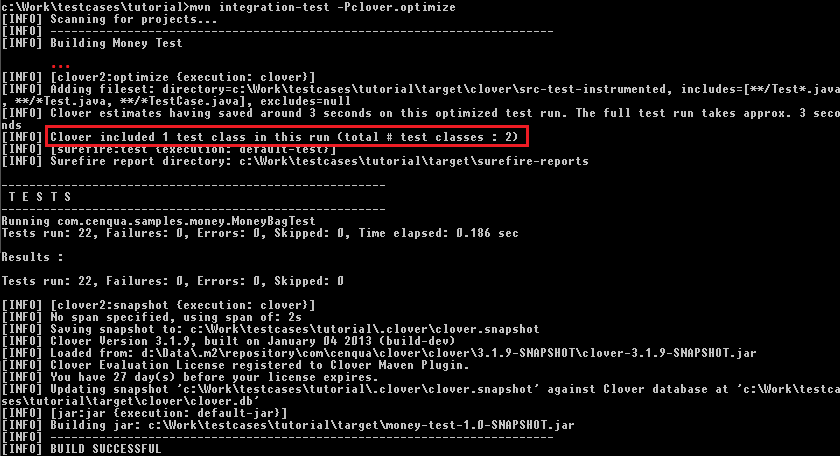 c:\Work\testcases\tutorial>mvn integration-test -Pclover.optimize
[INFO] Scanning for projects...
[INFO] ------------------------------------------------------------------------
[INFO] Building Money Test
...
[INFO] [clover2:optimize {execution: clover}]
[INFO] Adding fileset: directory=c:\Work\testcases\tutorial\target\clover\src-test-instrumented, includes=[**/Test*.java
, **/*Test.java, **/*TestCase.java], excludes=null
[INFO] Clover estimates having saved around 3 seconds on this optimized test run. The full test run takes approx. 3 seco
nds
[INFO] Clover included 1 test class in this run (total # test classes : 2)
[INFO] [surefire:test {execution: default-test}]
[INFO] Surefire report directory: c:\Work\testcases\tutorial\target\surefire-reports
-------------------------------------------------------
T E S T S
-------------------------------------------------------
Running com.cenqua.samples.money.MoneyBagTest
Tests run: 22, Failures: 0, Errors: 0, Skipped: 0, Time elapsed: 0.186 sec
Results :
Tests run: 22, Failures: 0, Errors: 0, Skipped: 0
[INFO] [clover2:snapshot {execution: clover}]
[INFO] No span specified, using span of: 2s
[INFO] Saving snapshot to: c:\Work\testcases\tutorial\.clover\clover.snapshot
[INFO] Clover Version 3.1.9, built on January 04 2013 (build-dev)
[INFO] Loaded from: d:\Data\.m2\repository\com\cenqua\clover\clover\3.1.9-SNAPSHOT\clover-3.1.9-SNAPSHOT.jar
[INFO] Clover Evaluation License registered to Clover Maven Plugin.
[INFO] You have 27 day(s) before your license expires.
[INFO] Updating snapshot 'c:\Work\testcases\tutorial\.clover\clover.snapshot' against Clover database at 'c:\Work\testc
ases\tutorial\target\clover\clover.db'
[INFO] [jar:jar {execution: default-jar}]
[INFO] Building jar: c:\Work\testcases\tutorial\target\money-test-1.0-SNAPSHOT.jar
[INFO] ------------------------------------------------------------------------
[INFO] BUILD SUCCESSFUL